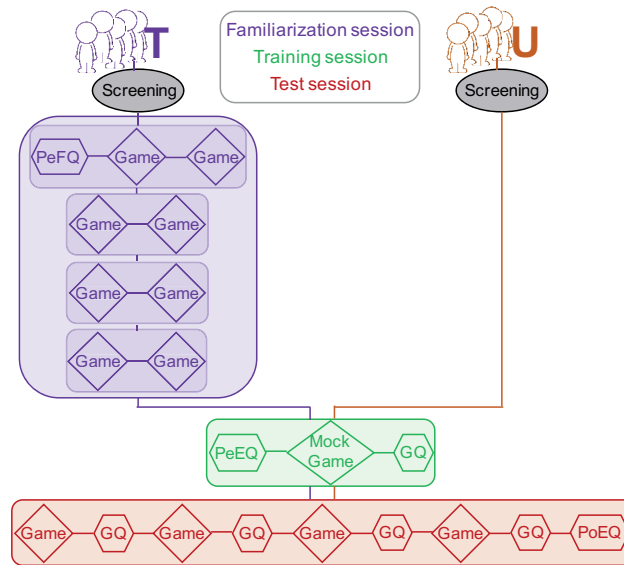 T
Familiarization session
Training session
Test session
U
Screening
Screening
PeFQ Game Game
Game Game
Game Game
Game Game
PeEQ Mock Game GQ
Game GQ Game GQ Game GQ Game GQ PoEQ